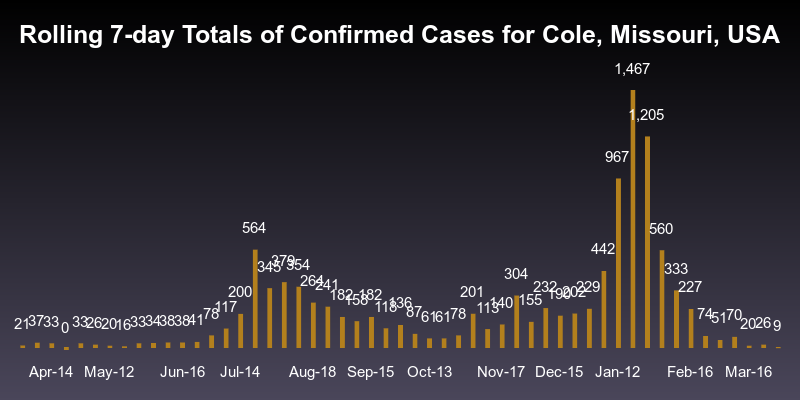 Rolling 7-day Totals of Confirmed Cases for Cole, Missouri, USA
21 37 33 0 33 26 20 16 33 34 38 38 41 78 117 200 564 345 379 354 264 241 182 158 182 118 136 87 61 61 78 201 113 140 304 155 232 190 202 229 442 967 1,467 1,205 560 333 227 74 51 70 20 26 9
Apr-14 May-12 Jun-16 Jul-14 Aug-18 Sep-15 Oct-13 Nov-17 Dec-15 Jan-12 Feb-16 Mar-16